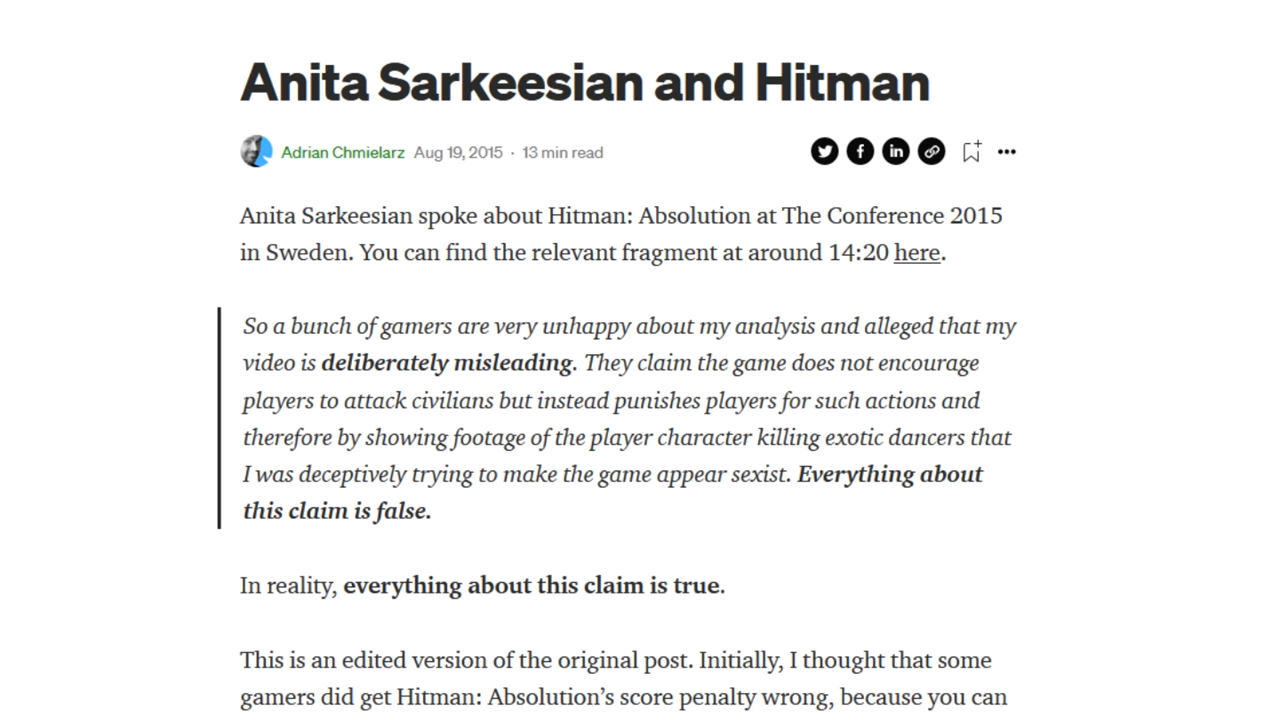 Anita Sarkeesian and Hitman
Adrian Chmielarz Aug 19, 2015 · 13 min read
Anita Sarkeesian spoke about Hitman: Absolution at The Conference 2015
in Sweden. You can find the relevant fragment at around 14:20 here.
So a bunch of gamers are very unhappy about my analysis and alleged that my
video is deliberately misleading. They claim the game does not encourage
players to attack civilians but instead punishes players for such actions and
therefore by showing footage of the player character killing exotic dancers that
I was deceptively trying to make the game appear sexist. Everything about
this claim is false.
In reality, everything about this claim is true.
This is an edited version of the original post. Initially, I thought that some
gamers did get Hitman: Absolution’s score penalty wrong, because you can